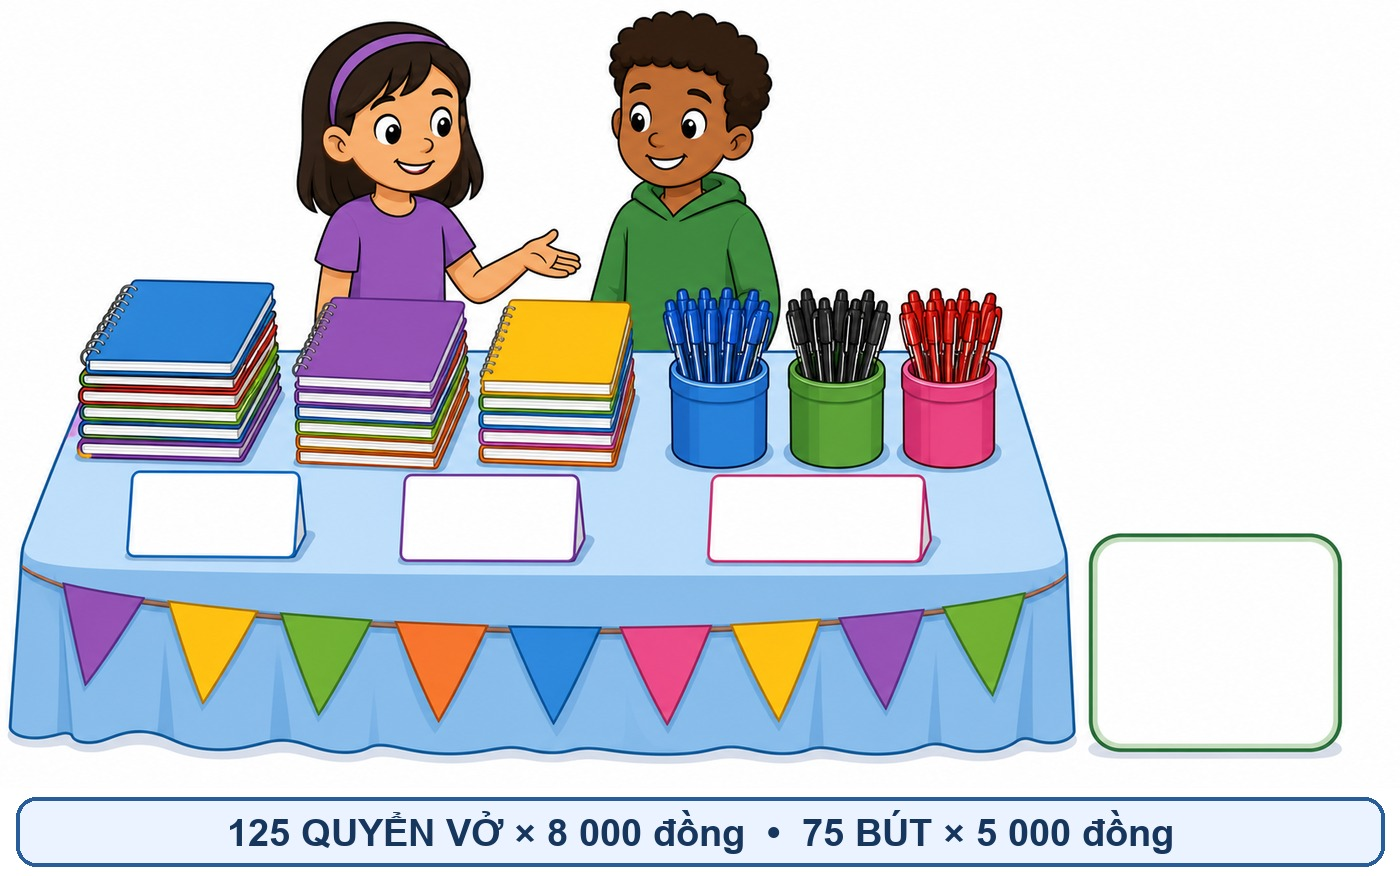 125 QUYỂN VỞ × 8 000 đồng • 75 BÚT × 5 000 đồng